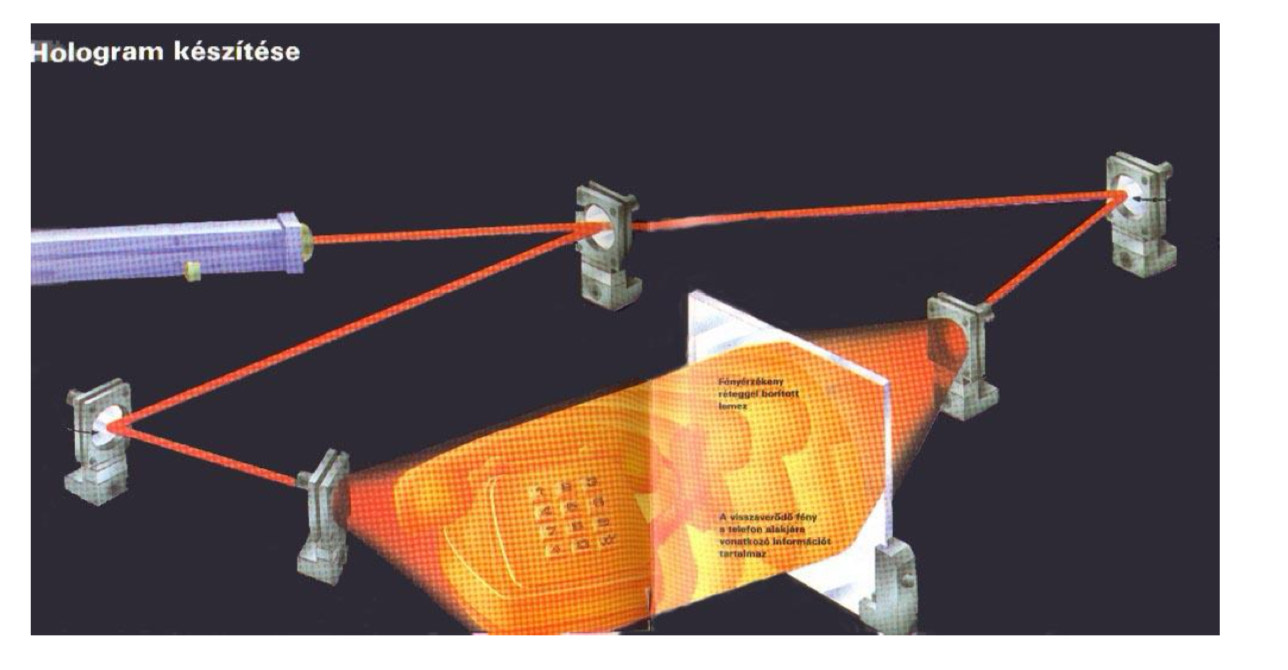 Hologram készítése
Fényérzékeny
réteggel borított
lemez
A visszaverődő fény
a telefon alakjára
vonatkozó információt
tartalmaz